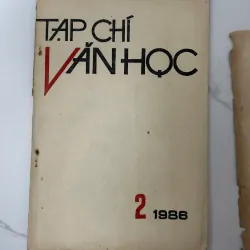 TẠP CHÍ
VĂN HỌC
2 1986